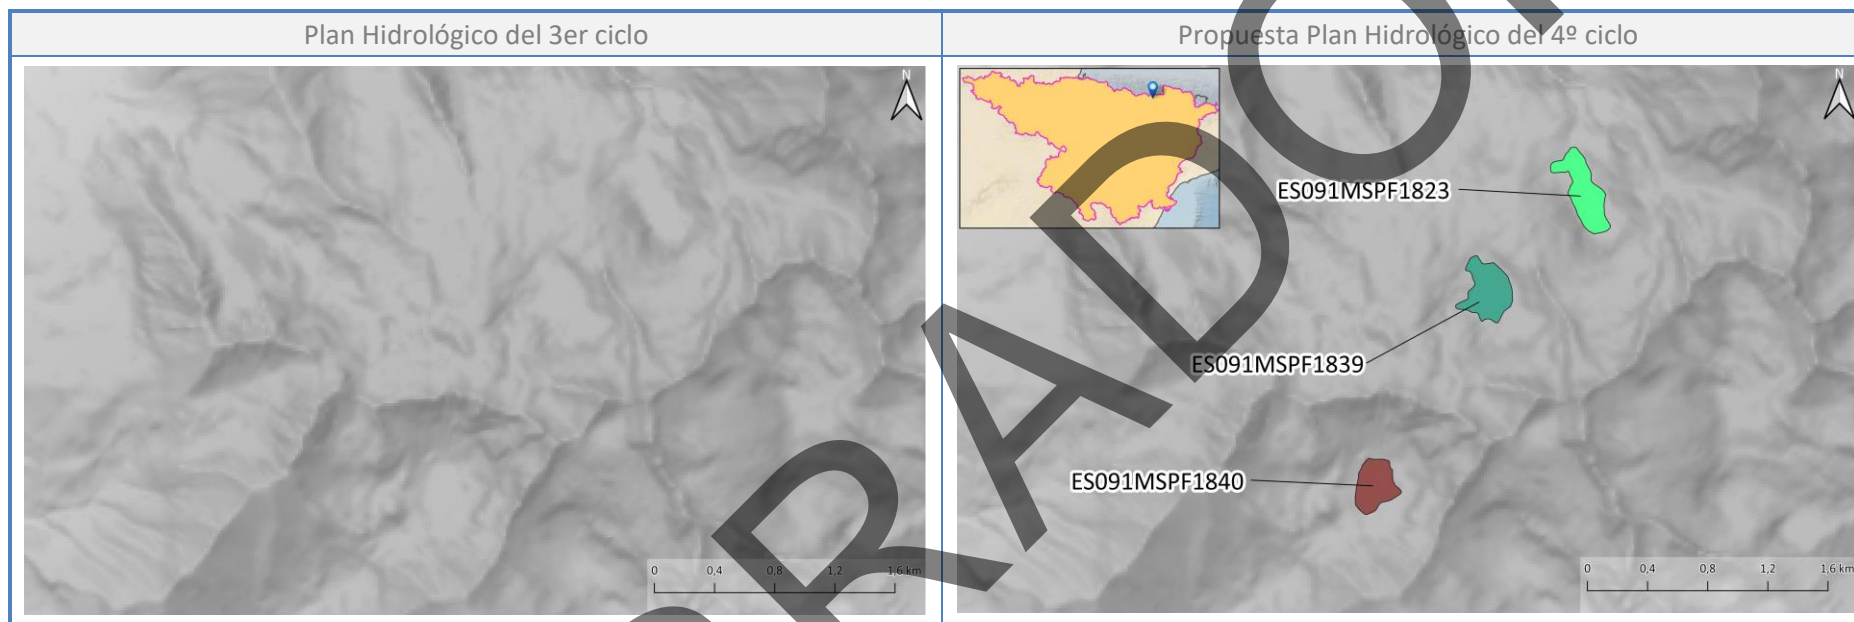 Plan Hidrológico del 3er ciclo
Propuesta Plan Hidrológico del 4º ciclo
N
N
ES091MSPF1823
ES091MSPF1839
ES091MSPF1840
0 0,4 0,8 1,2 1,6 km
0 0,4 0,8 1,2 1,6 km
RADO